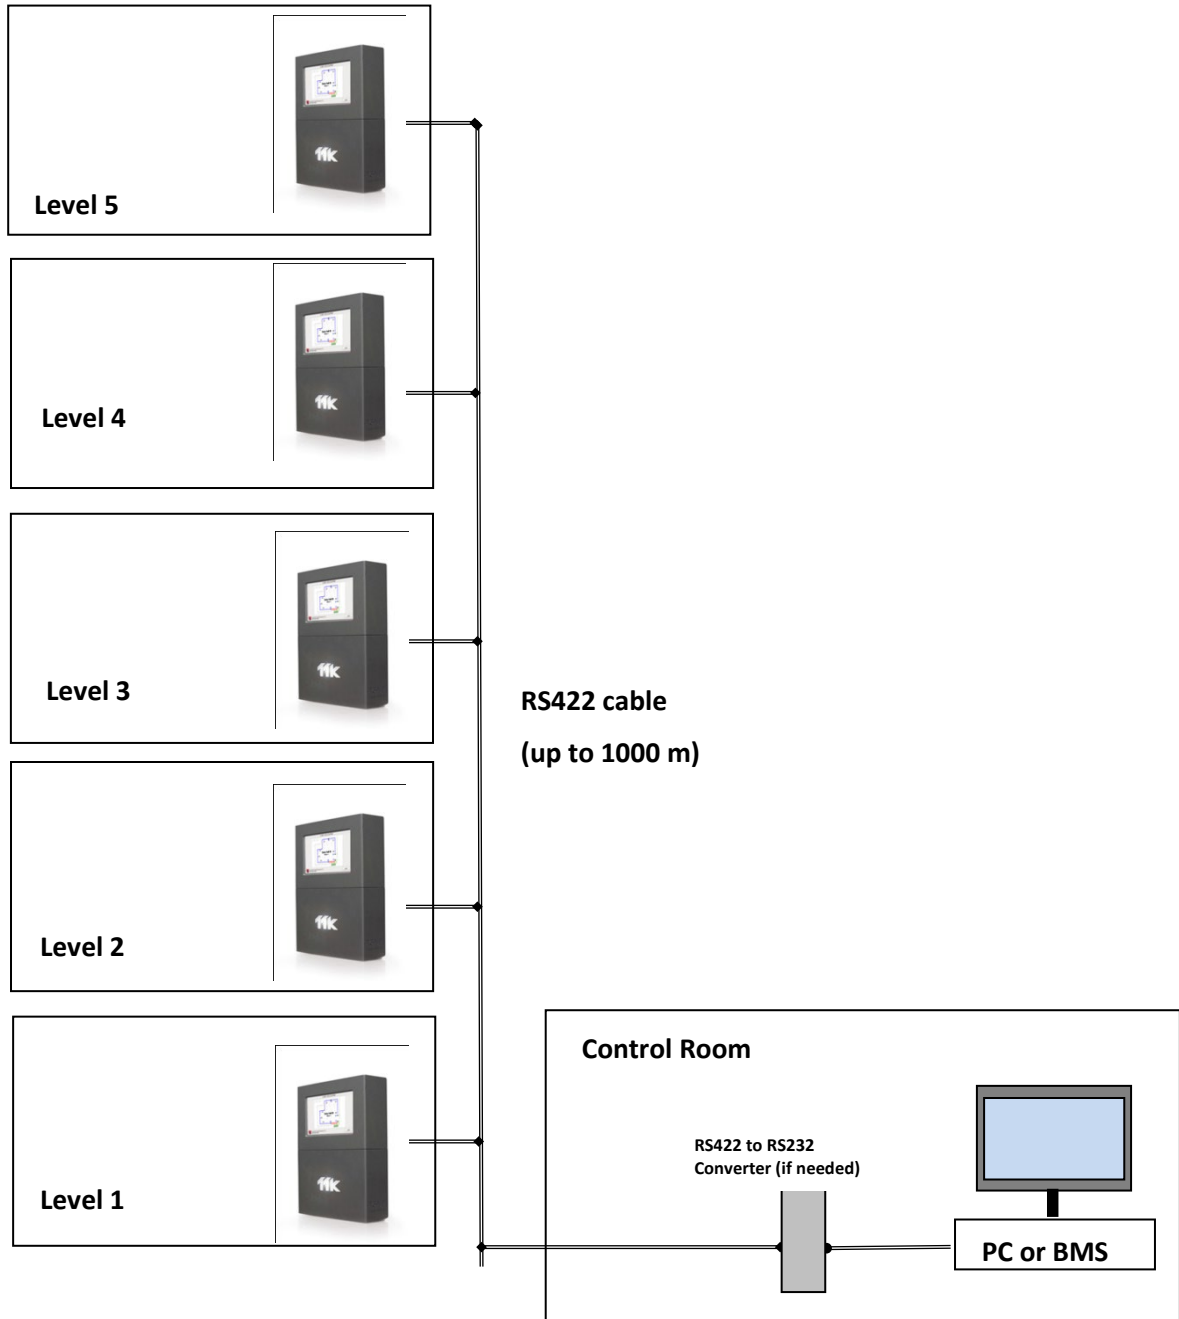 Level 5
Level 4
Level 3
RS422 cable
(up to 1000 m)
Level 2
Level 1
Control Room
RS422 to RS232
Converter (if needed)
PC or BMS